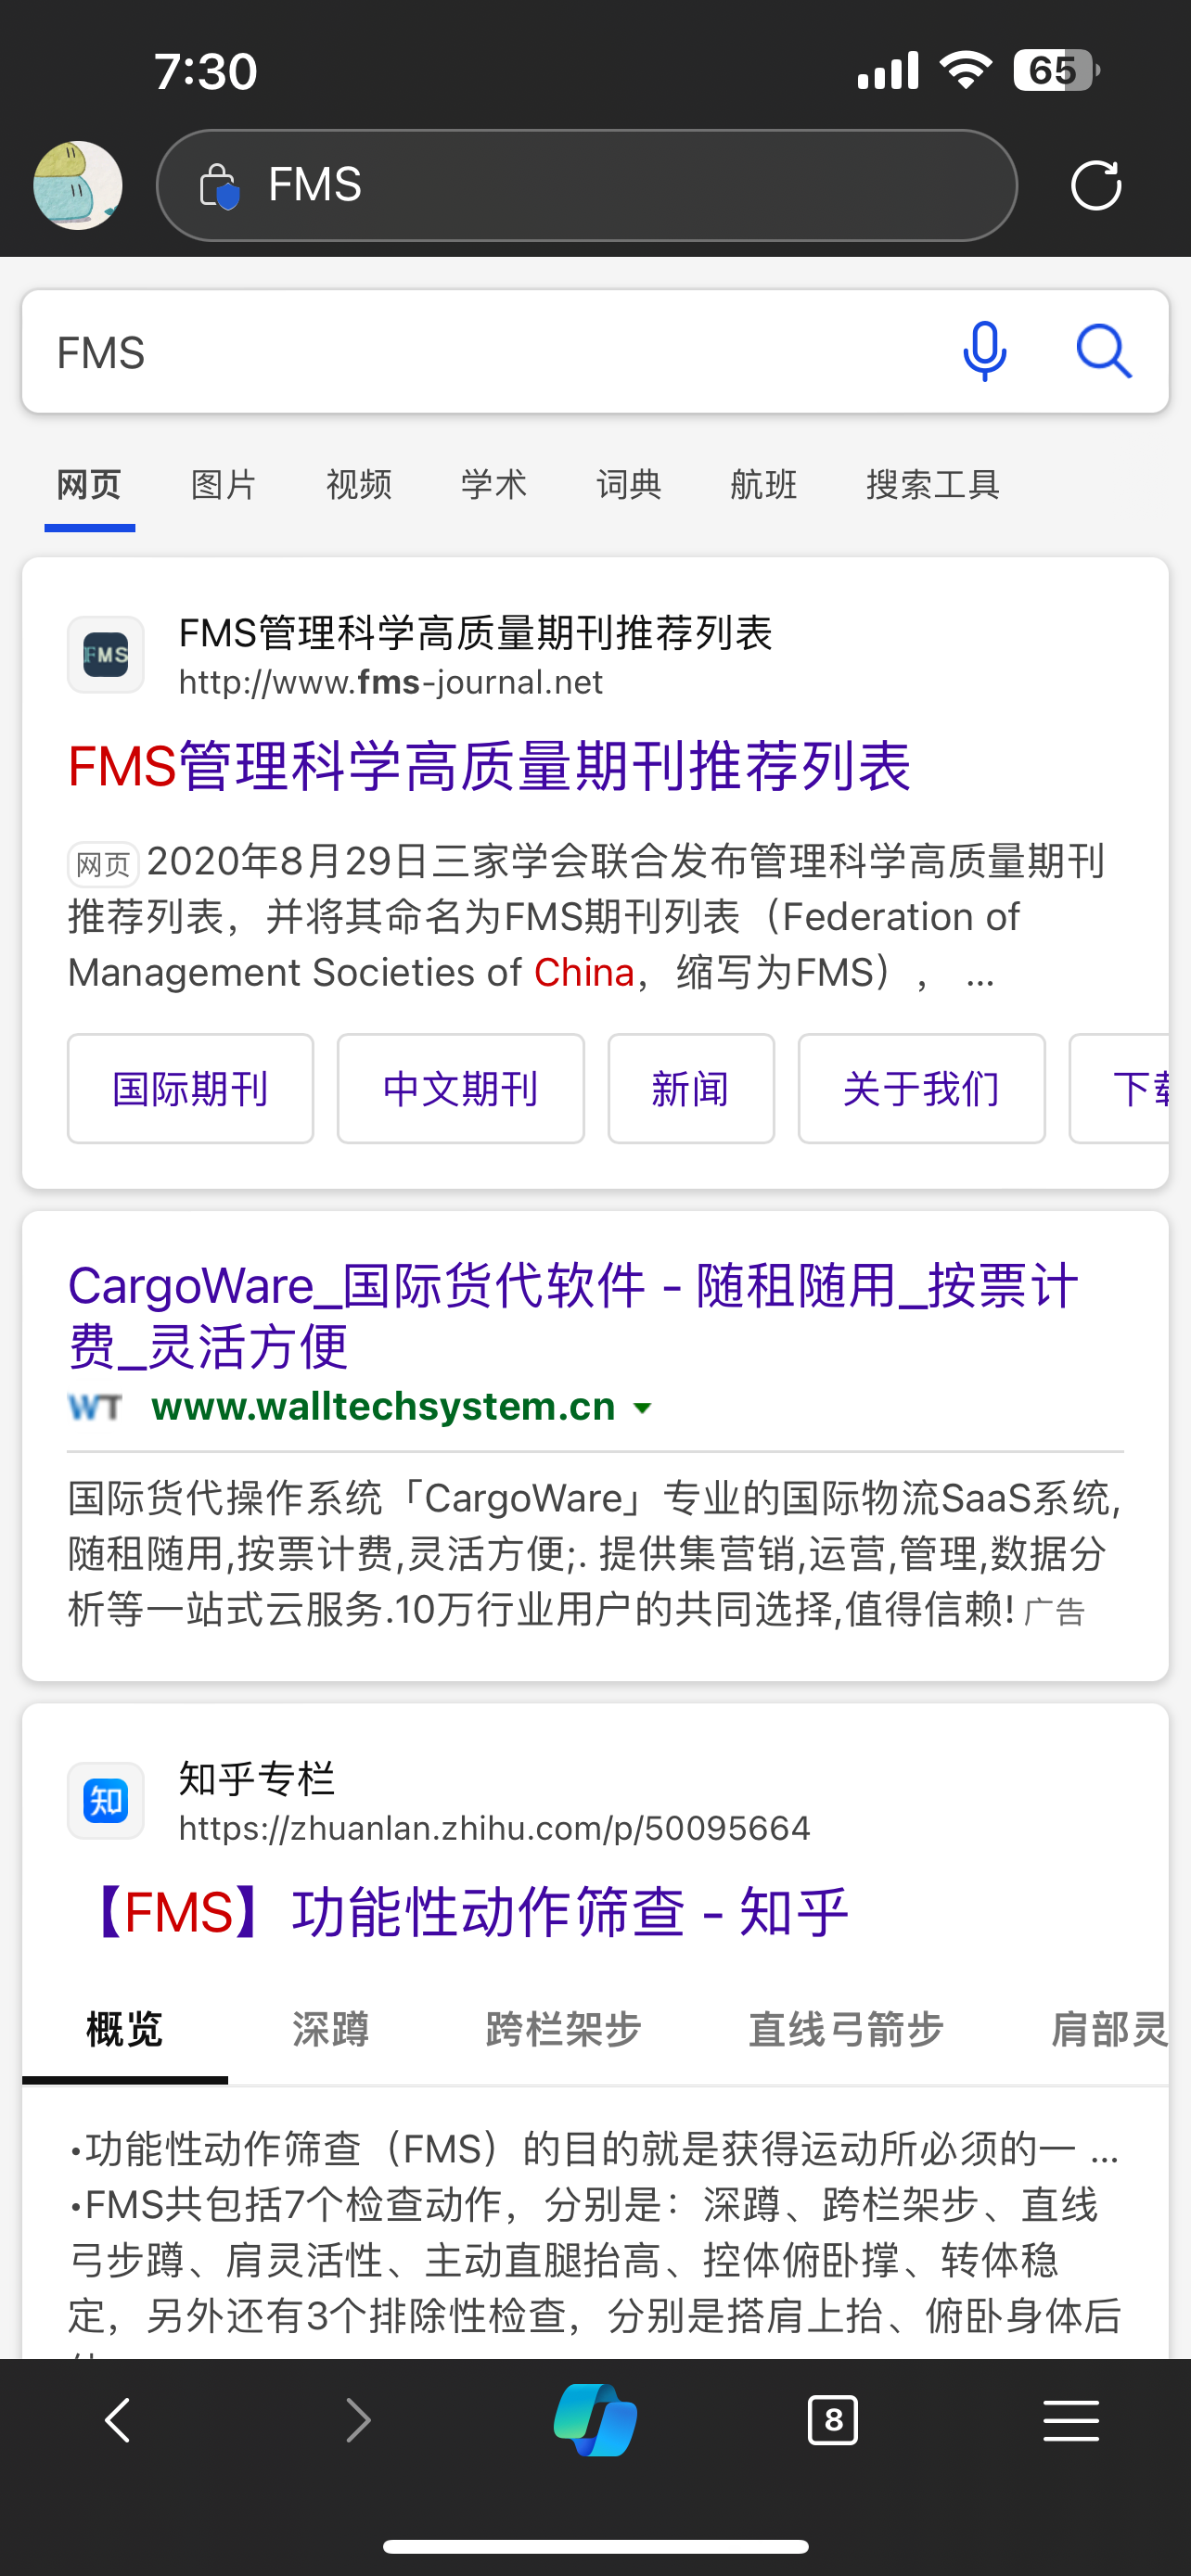 7:30
65
FMS
FMS
网页 图片 视频 学术 词典 航班 搜索工具
FMS
FMS管理科学高质量期刊推荐列表
http://www.fms-journal.net
FMS管理科学高质量期刊推荐列表
网页 2020年8月29日三家学会联合发布管理科学高质量期刊
推荐列表，并将其命名为FMS期刊列表（Federation of
Management Societies of China，缩写为FMS）， ...
国际期刊 中文期刊 新闻 关于我们 下载
CargoWare_国际货代软件 - 随租随用_按票计
费_灵活方便
WT www.walltechsystem.cn
国际货代操作系统「CargoWare」专业的国际物流SaaS系统,
随租随用,按票计费,灵活方便;. 提供集营销,运营,管理,数据分
析等一站式云服务.10万行业用户的共同选择,值得信赖! 广告
知
知乎专栏
https://zhuanlan.zhihu.com/p/50095664
【FMS】功能性动作筛查 - 知乎
概览 深蹲 跨栏架步 直线弓箭步 肩部灵
·功能性动作筛查（FMS）的目的就是获得运动所必须的一 ...
·FMS共包括7个检查动作，分别是：深蹲、跨栏架步、直线
弓步蹲、肩灵活性、主动直腿抬高、控体俯卧撑、转体稳
定，另外还有3个排除性检查，分别是搭肩上抬、俯卧身体后
8